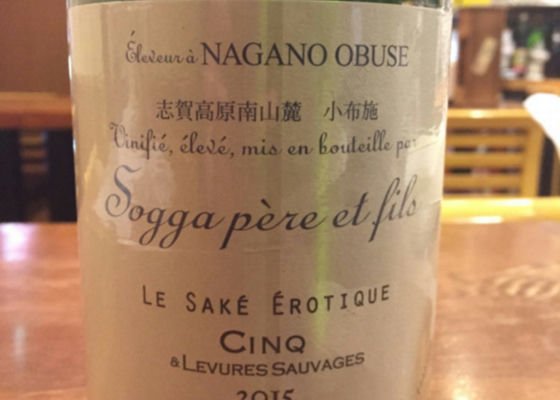 Éleveur à NAGANO OBUSE
志賀高原南山麓　小布施
Vinifié, élevé, mis en bouteille par
Sogga père et fils
LE SAKÉ ÉROTIQUE
CINQ
& LEVURES SAUVAGES
2015